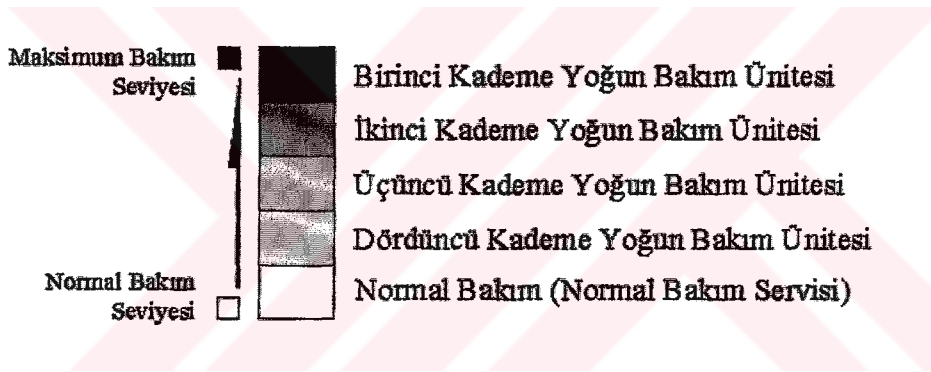 Maksimum Bakım
Seviyesi
Birinci Kademe Yoğun Bakım Ünitesi
İkinci Kademe Yoğun Bakım Ünitesi
Üçüncü Kademe Yoğun Bakım Ünitesi
Dördüncü Kademe Yoğun Bakım Ünitesi
Normal Bakım
Seviyesi
Normal Bakım (Normal Bakım Servisi)